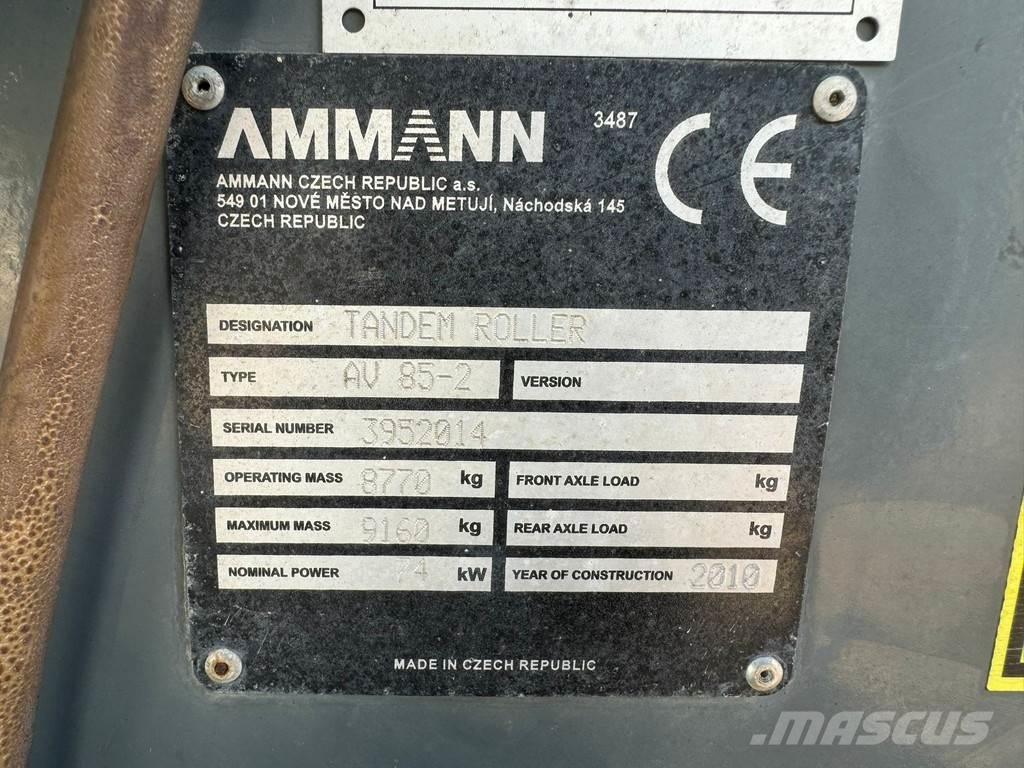 AMMANN 3487 CE
AMMANN CZECH REPUBLIC a.s.
549 01 NOVÉ MĚSTO NAD METUJÍ, Náchodská 145
CZECH REPUBLIC
DESIGNATION TANDEM ROLLER
TYPE AV 85-2 VERSION
SERIAL NUMBER 3952014
OPERATING MASS 8770 kg FRONT AXLE LOAD kg
MAXIMUM MASS 9160 kg REAR AXLE LOAD kg
NOMINAL POWER 74 kW YEAR OF CONSTRUCTION 2010
MADE IN CZECH REPUBLIC
MASCUS